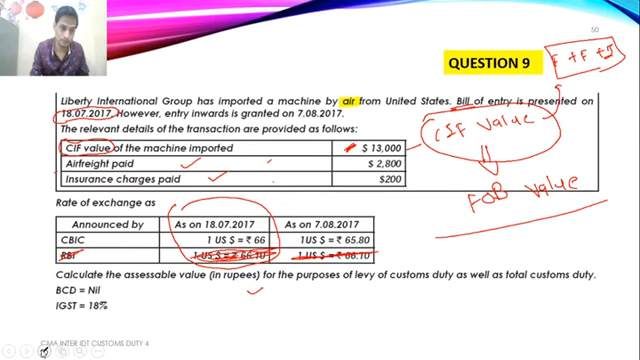 50
QUESTION 9
F + F + I
Liberty International Group has imported a machine by air from United States. Bill of entry is presented on
18.07.2017. However, entry inwards is granted on 7.08.2017.
The relevant details of the transaction are provided as follows:
CIF value of the machine imported $ 13,000
Airfreight paid $ 2,800
Insurance charges paid $200
CIF Value
FOB Value
Rate of exchange as
Announced by As on 18.07.2017 As on 7.08.2017
CBIC 1 US $ = ₹ 66 1US $ = ₹ 65.80
RBI 1 US $ = ₹ 66.10 1US $ = ₹ 66.10
Calculate the assessable value (in rupees) for the purposes of levy of customs duty as well as total customs duty.
BCD = Nil
IGST = 18%
CMA INTER IDT CUSTOMS DUTY 4